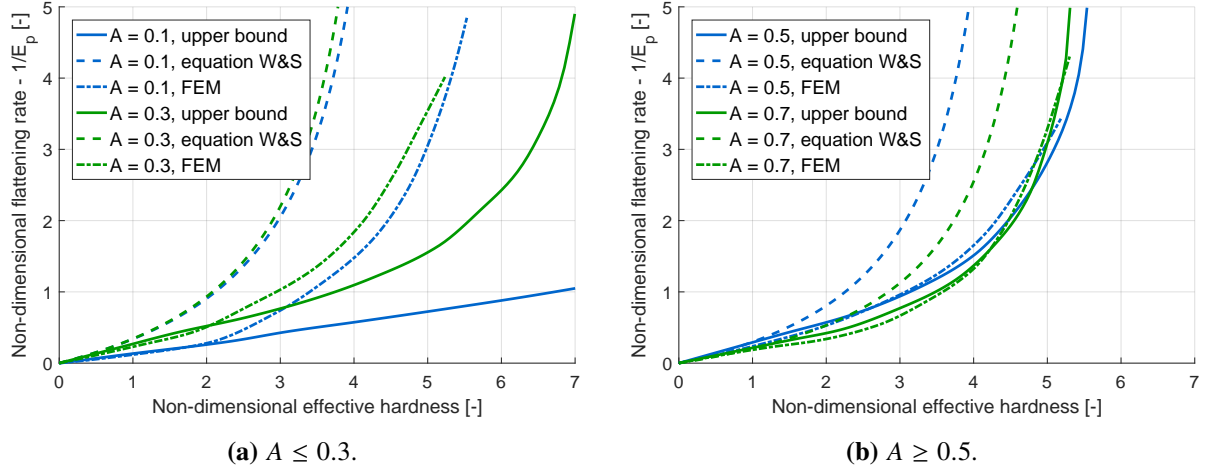 Non-dimensional flattening rate - 1/E_p [-]
5
4
3
2
1
0
A = 0.1, upper bound
A = 0.1, equation W&S
A = 0.1, FEM
A = 0.3, upper bound
A = 0.3, equation W&S
A = 0.3, FEM
0 1 2 3 4 5 6 7
Non-dimensional effective hardness [-]
(a) A ≤ 0.3.
Non-dimensional flattening rate - 1/E_p [-]
5
4
3
2
1
0
A = 0.5, upper bound
A = 0.5, equation W&S
A = 0.5, FEM
A = 0.7, upper bound
A = 0.7, equation W&S
A = 0.7, FEM
0 1 2 3 4 5 6 7
Non-dimensional effective hardness [-]
(b) A ≥ 0.5.